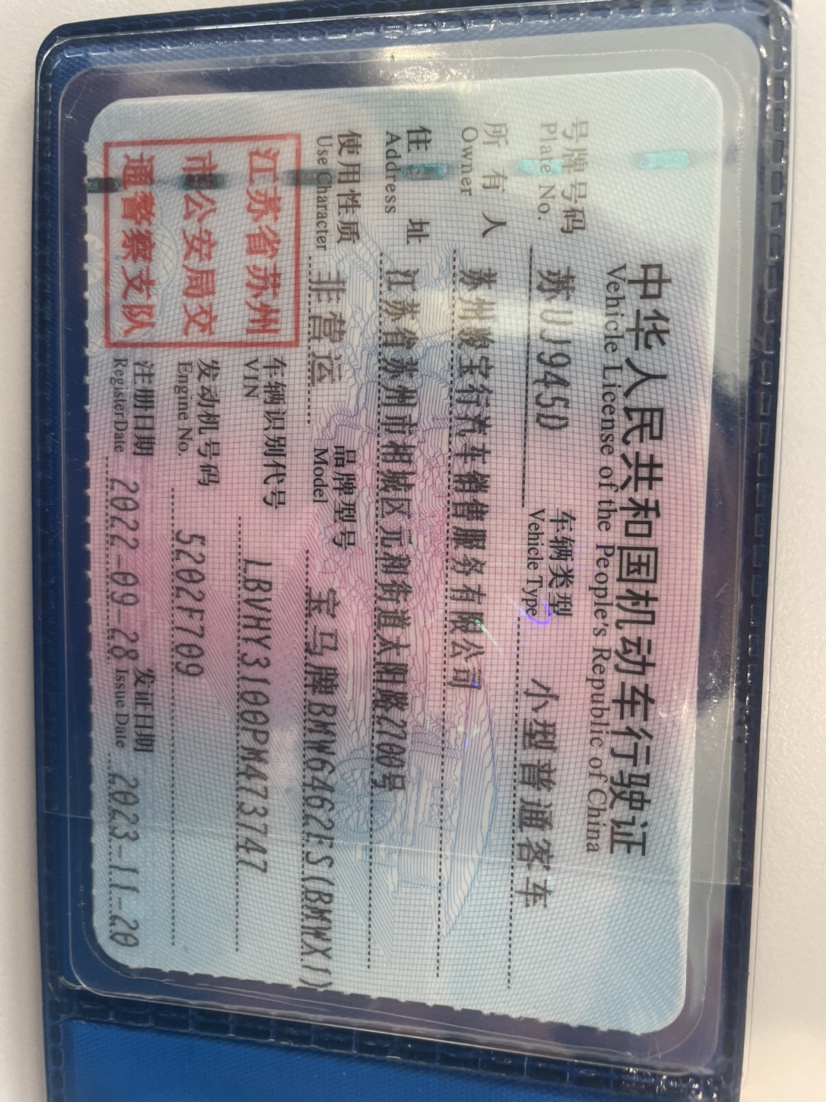 中华人民共和国机动车行驶证
Vehicle License of the People's Republic of China
号牌号码 苏UJ945D 车辆类型 小型普通客车
Plate No. Vehicle Type
所有人 苏州骏宝行汽车销售服务有限公司
Owner
住址 江苏省苏州市相城区元和街道太阳路2700号
Address
使用性质 非营运 品牌型号 宝马牌BMW6462ES(BMWX1)
Use Character Model
江苏省苏州
市公安局交
通警察支队
车辆识别代号 LBVHY3100PM473747
VIN
发动机号码 5202F709
Engine No.
注册日期 2022-09-28 发证日期 2023-11-20
Register Date Issue Date